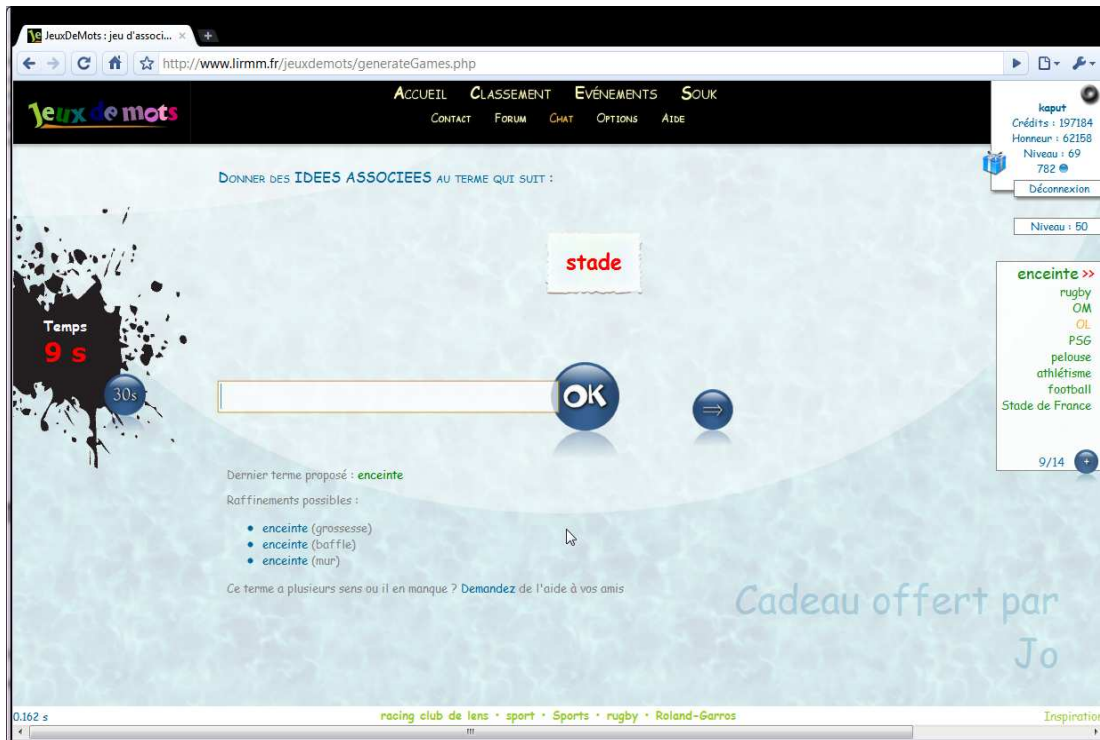 JeuxDeMots : jeu d'associ...
http://www.lirmm.fr/jeuxdemots/generateGames.php
Jeux de mots
ACCUEIL CLASSEMENT EVÉNEMENTS SOUK
CONTACT FORUM CHAT OPTIONS AIDE
kaput
Crédits : 197184
Honneur : 62158
Niveau : 69
782
Déconnexion
Niveau : 50
DONNER DES IDEES ASSOCIEES AU TERME QUI SUIT :
stade
Temps
9 s
30s
OK
enceinte >>
rugby
OM
OL
PSG
pelouse
athlétisme
football
Stade de France
9/14 +
Dernier terme proposé : enceinte
Raffinements possibles :
• enceinte (grossesse)
• enceinte (baffle)
• enceinte (mur)
Ce terme a plusieurs sens ou il en manque ? Demandez de l'aide à vos amis
Cadeau offert par
Jo
0.162 s
racing club de lens · sport · Sports · rugby · Roland-Garros
Inspiration